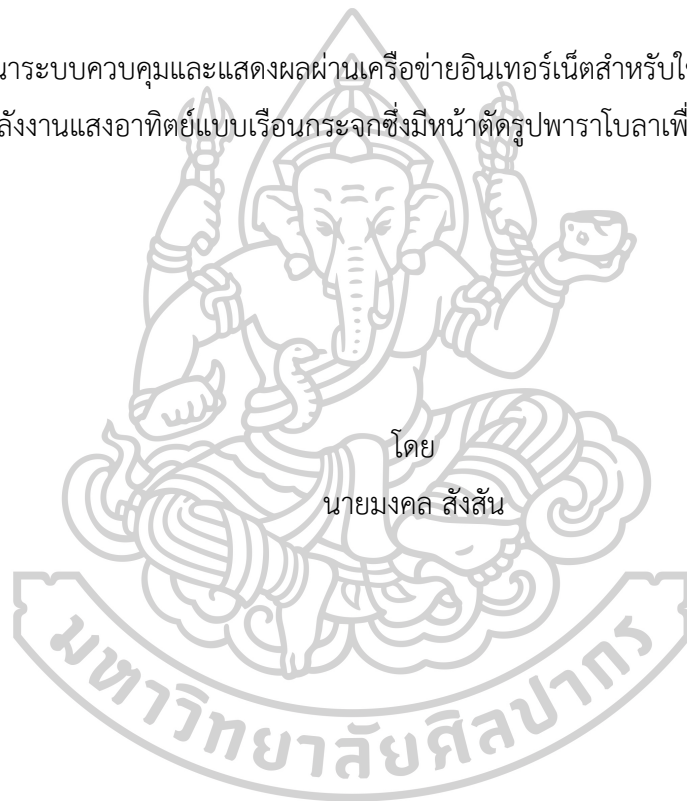 นาระบบควบคุมและแสดงผลผ่านเครือข่ายอินเทอร์เน็ตสำหรับใช
ลังงานแสงอาทิตย์แบบเรือนกระจกซึ่งมีหน้าตัดรูปพาราโบลาเพื่
โดย
นายมงคล สังสัน
มหาวิทยาลัยศิลปากร